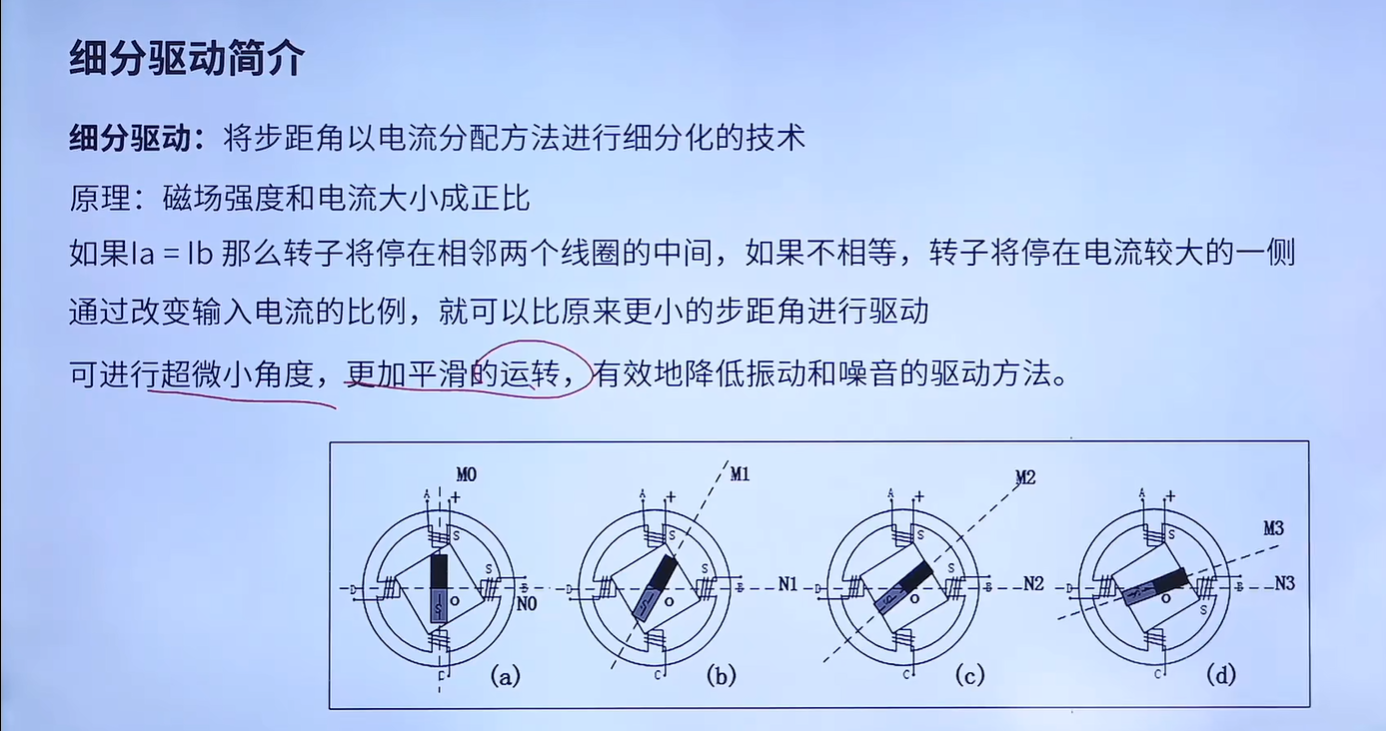 细分驱动简介
细分驱动：将步距角以电流分配方法进行细分化的技术
原理：磁场强度和电流大小成正比
如果Ia = Ib 那么转子将停在相邻两个线圈的中间，如果不相等，转子将停在电流较大的一侧
通过改变输入电流的比例，就可以比原来更小的步距角进行驱动
可进行超微小角度，更加平滑的运转，有效地降低振动和噪音的驱动方法。
M0 M1 M2 M3
A + A + A + A +
S S S S
S S S S
D B N0 D B N1 D B N2 D B N3
S O O O O
C C C
(a) (b) (c) (d)